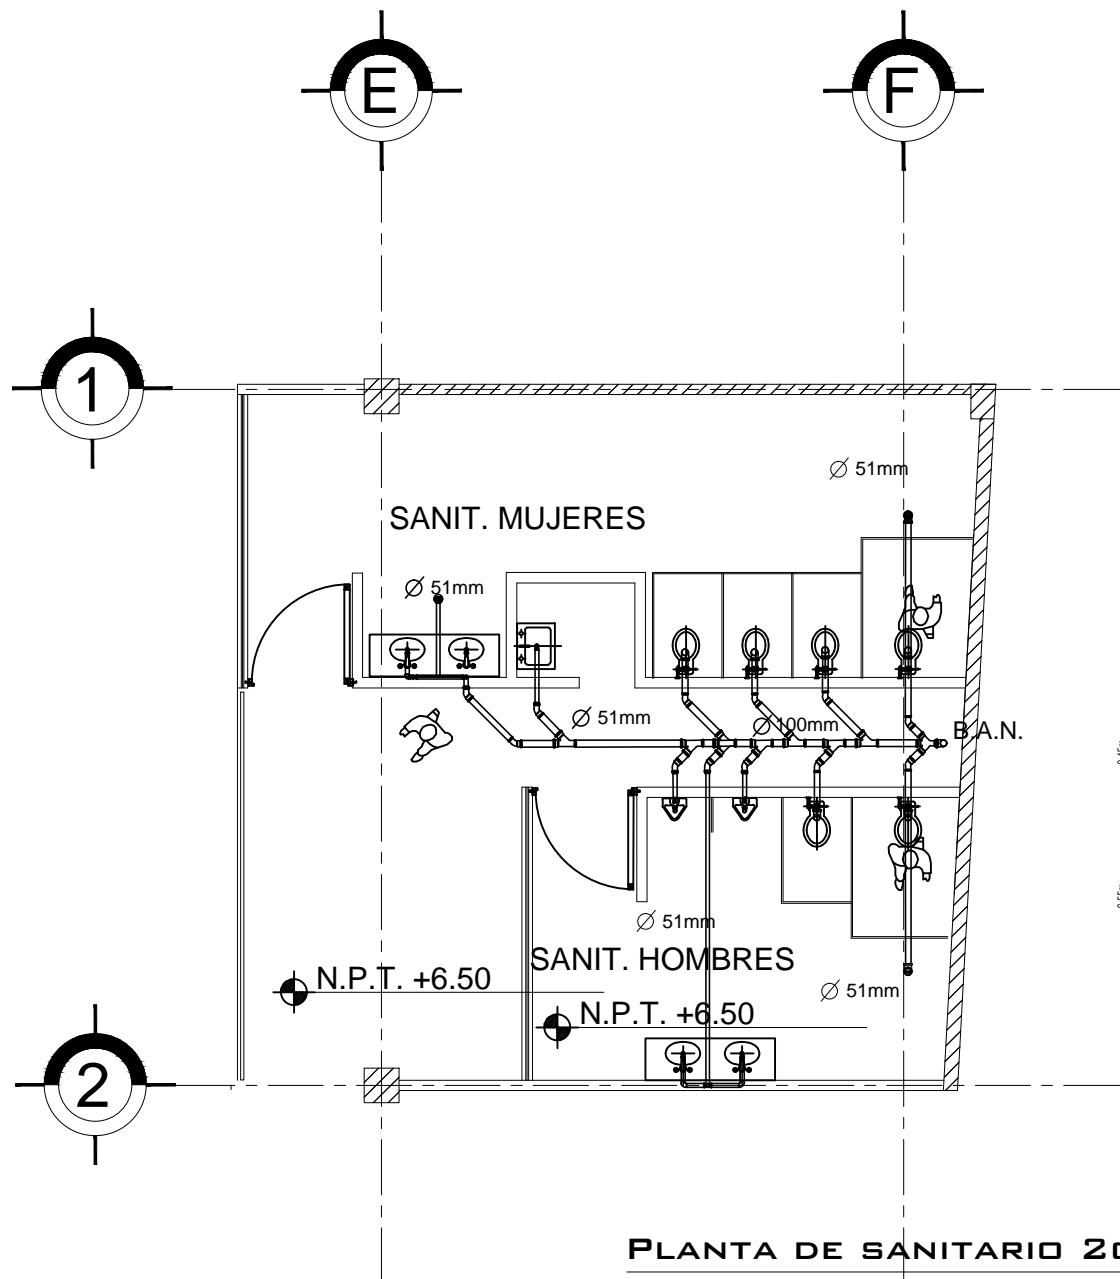 E
F
1
Ø 51mm
SANIT. MUJERES
Ø 51mm
Ø 51mm
Ø 100mm
B.A.N.
Ø 51mm
SANIT. HOMBRES
N.P.T. +6.50
Ø 51mm
N.P.T. +6.50
2
PLANTA DE SANITARIO 2